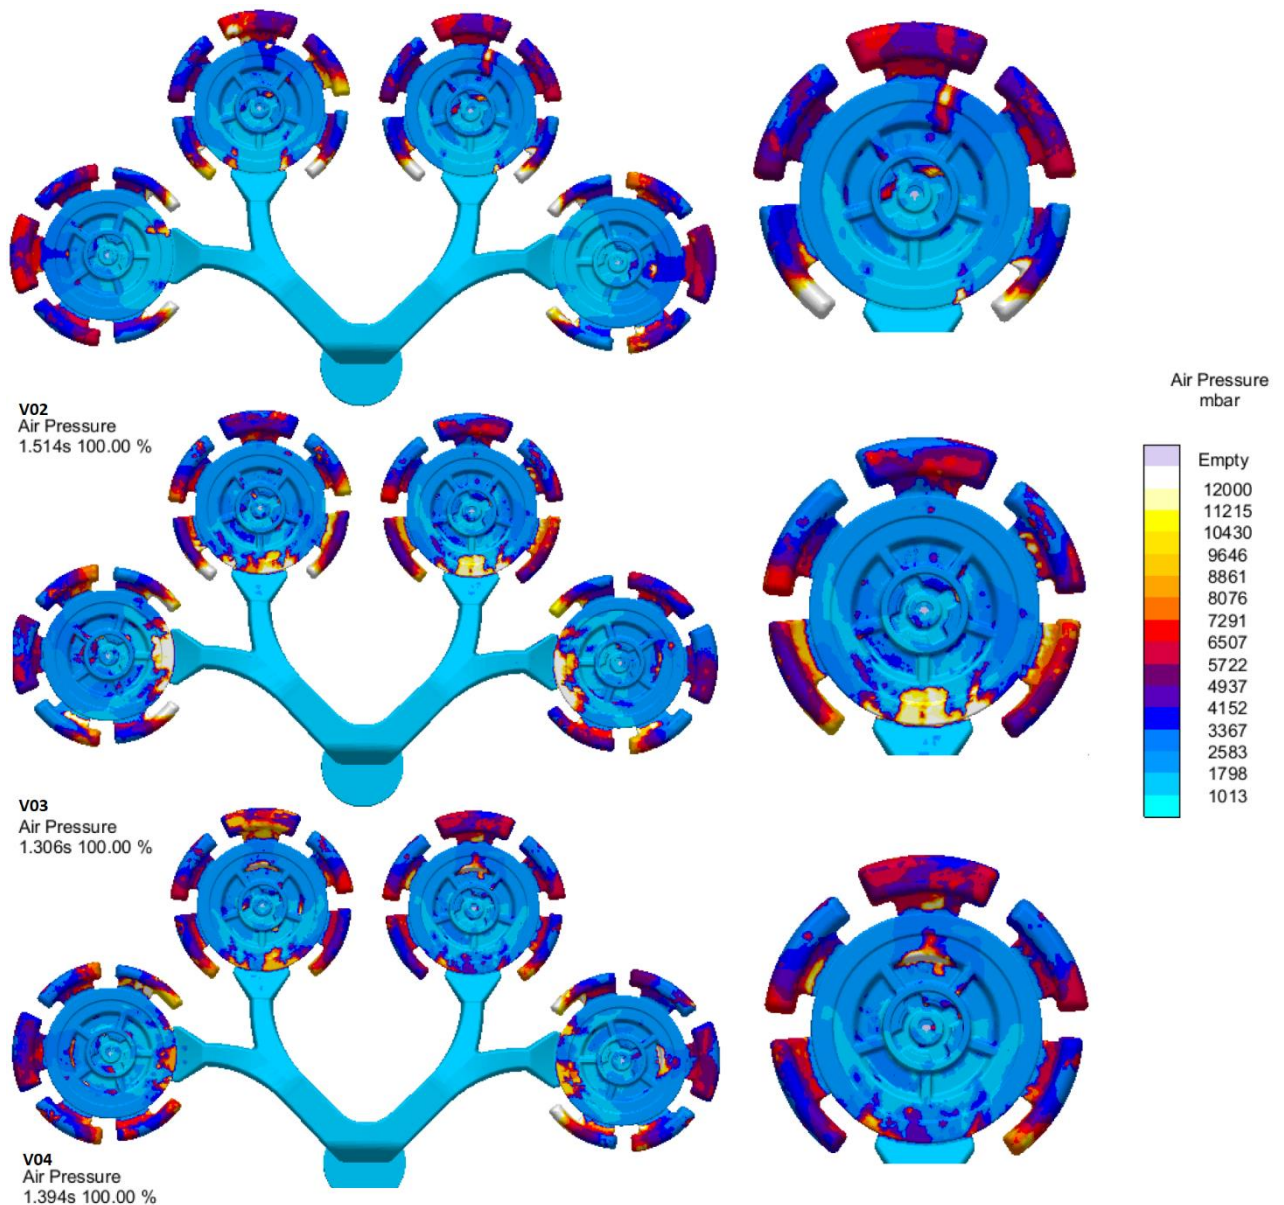 V02
Air Pressure
1.514s 100.00 %
V03
Air Pressure
1.306s 100.00 %
V04
Air Pressure
1.394s 100.00 %
Air Pressure
mbar
Empty
12000
11215
10430
9646
8861
8076
7291
6507
5722
4937
4152
3367
2583
1798
1013